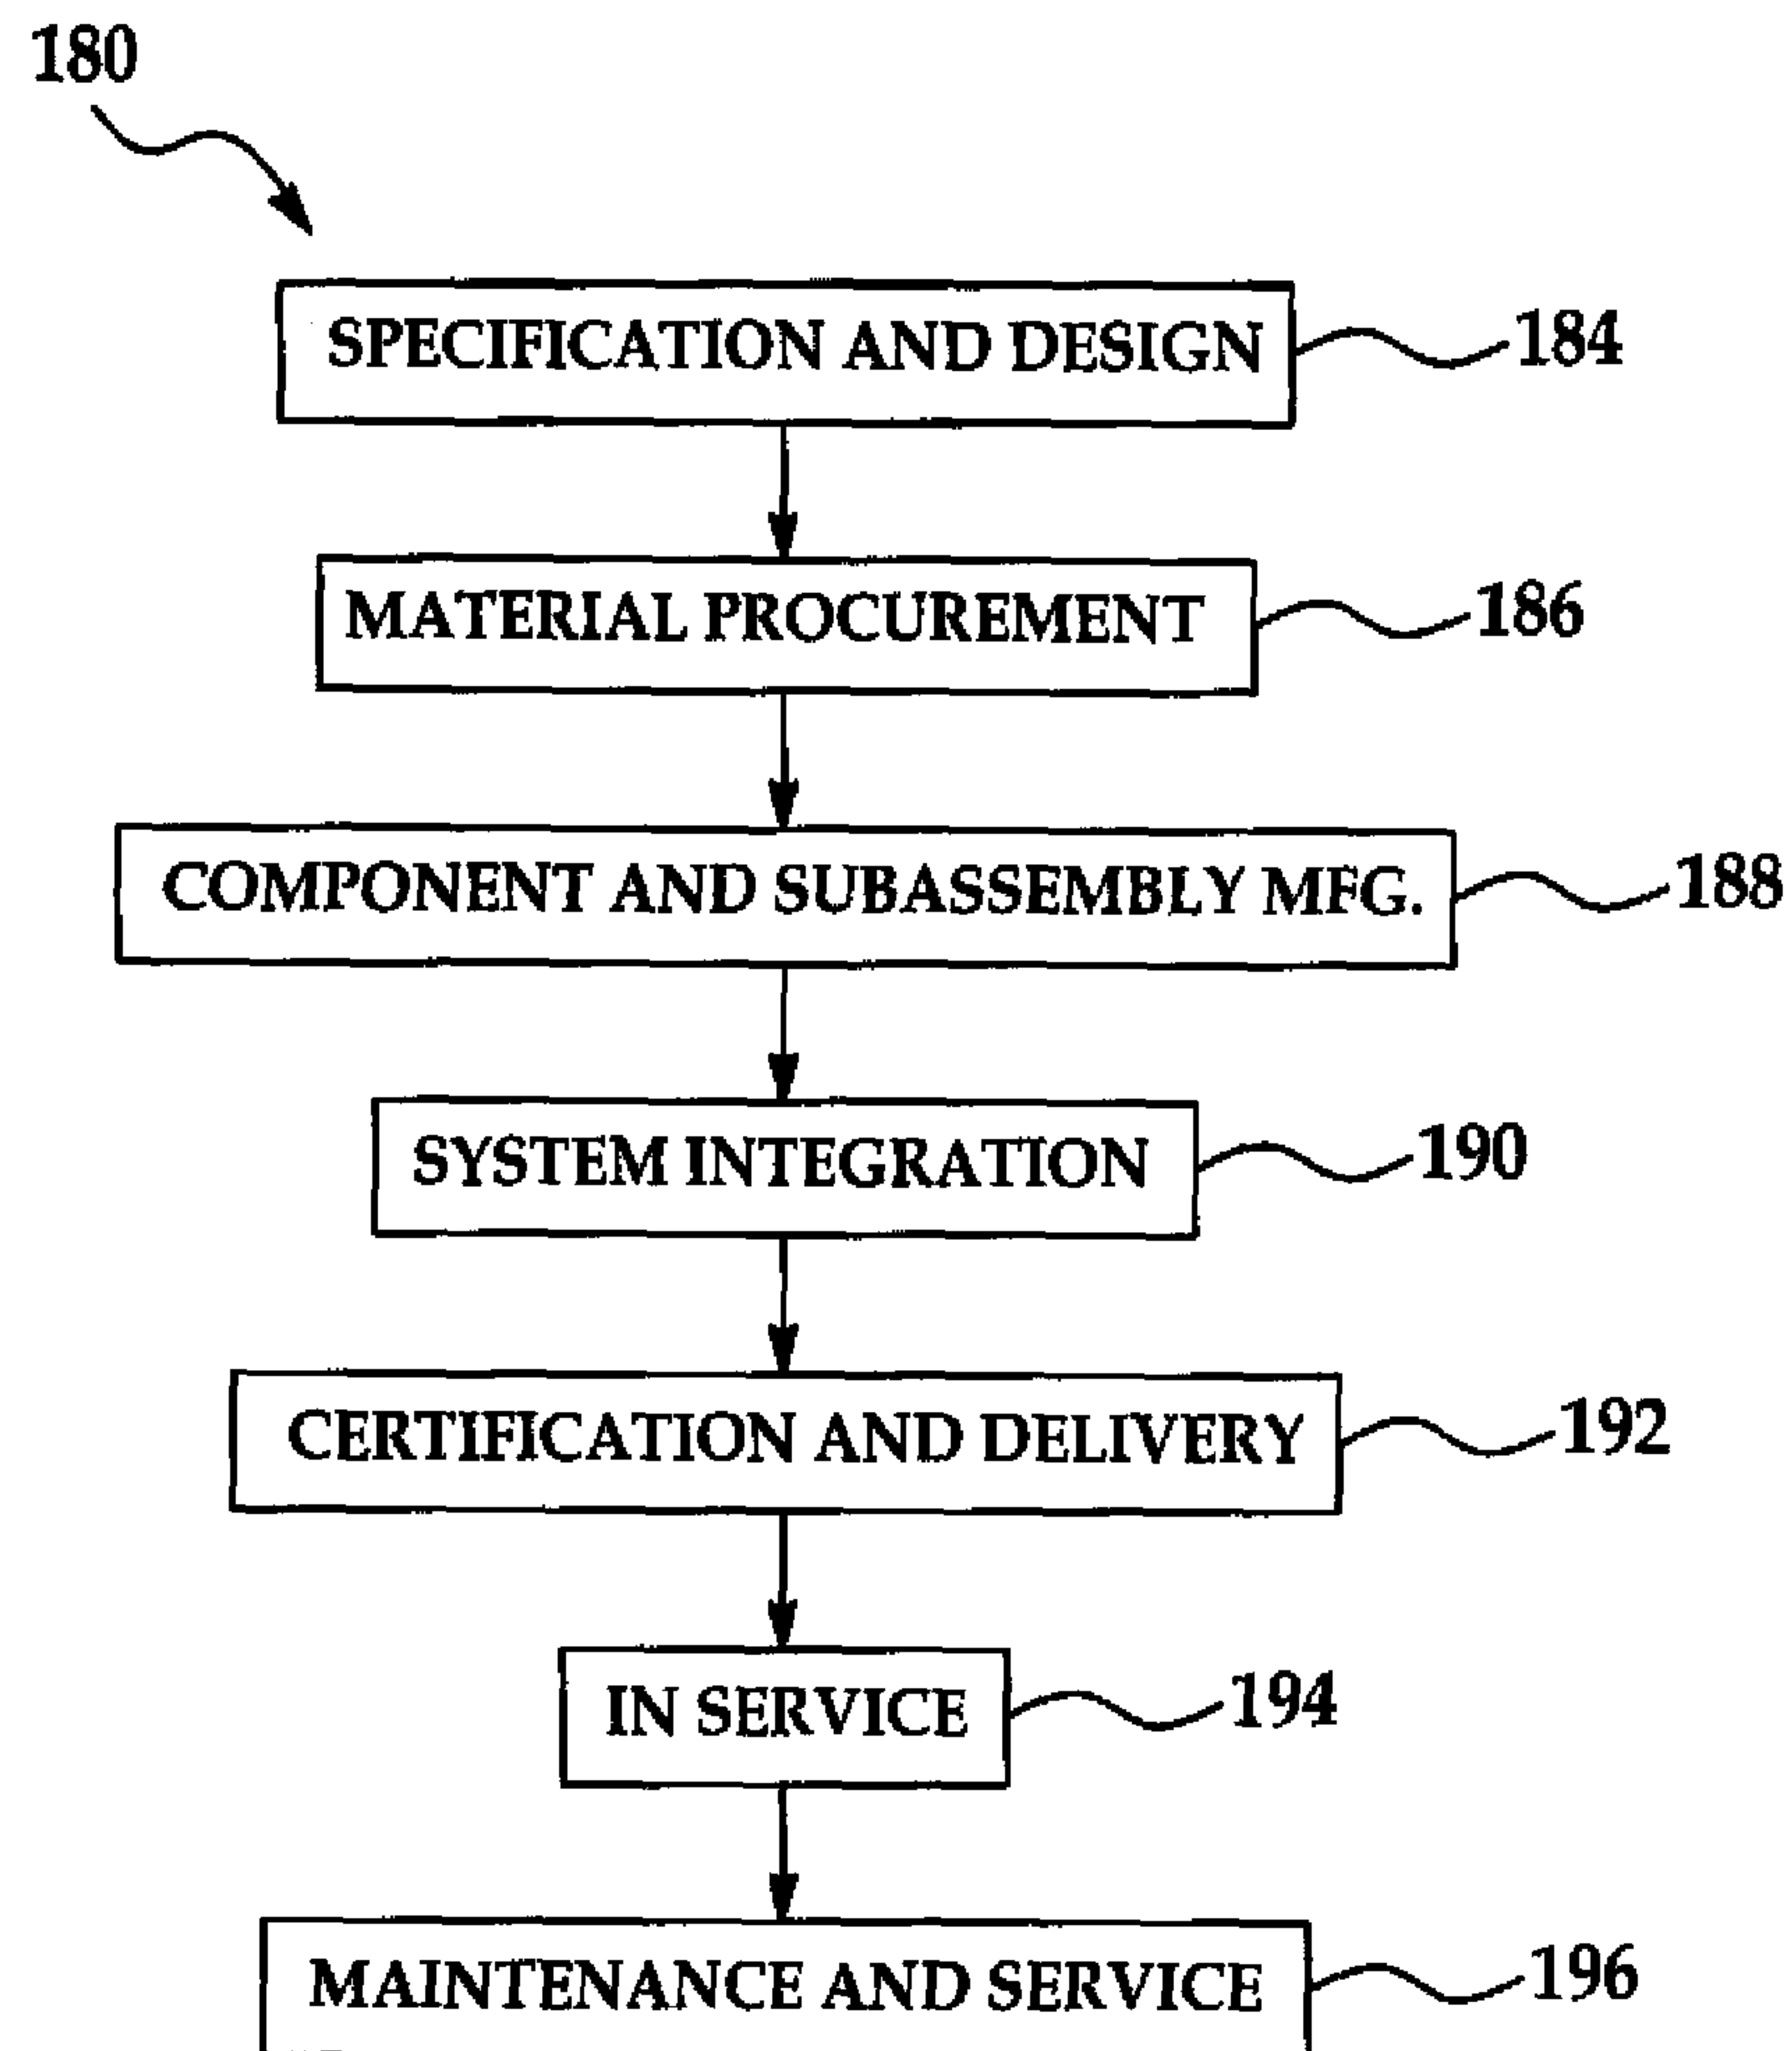 180
SPECIFICATION AND DESIGN 184
MATERIAL PROCUREMENT 186
COMPONENT AND SUBASSEMBLY MFG. 188
SYSTEM INTEGRATION 190
CERTIFICATION AND DELIVERY 192
IN SERVICE 194
MAINTENANCE AND SERVICE 196